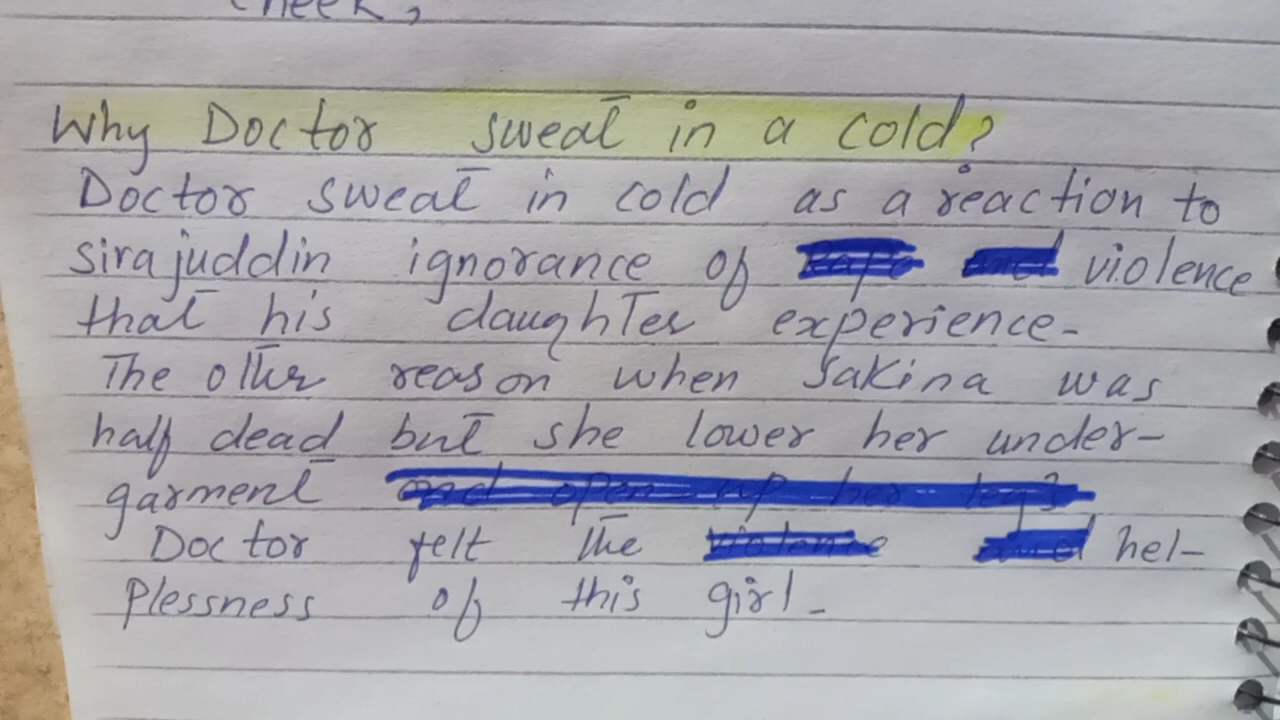 cheek,
Why Doctor sweat in a cold?
Doctor sweat in cold as a reaction to
sirajuddin ignorance of violence
that his daughter experience.
The other reason when Sakina was
half dead but she lower her under-
garment
Doctor felt the hel-
plessness of this girl.